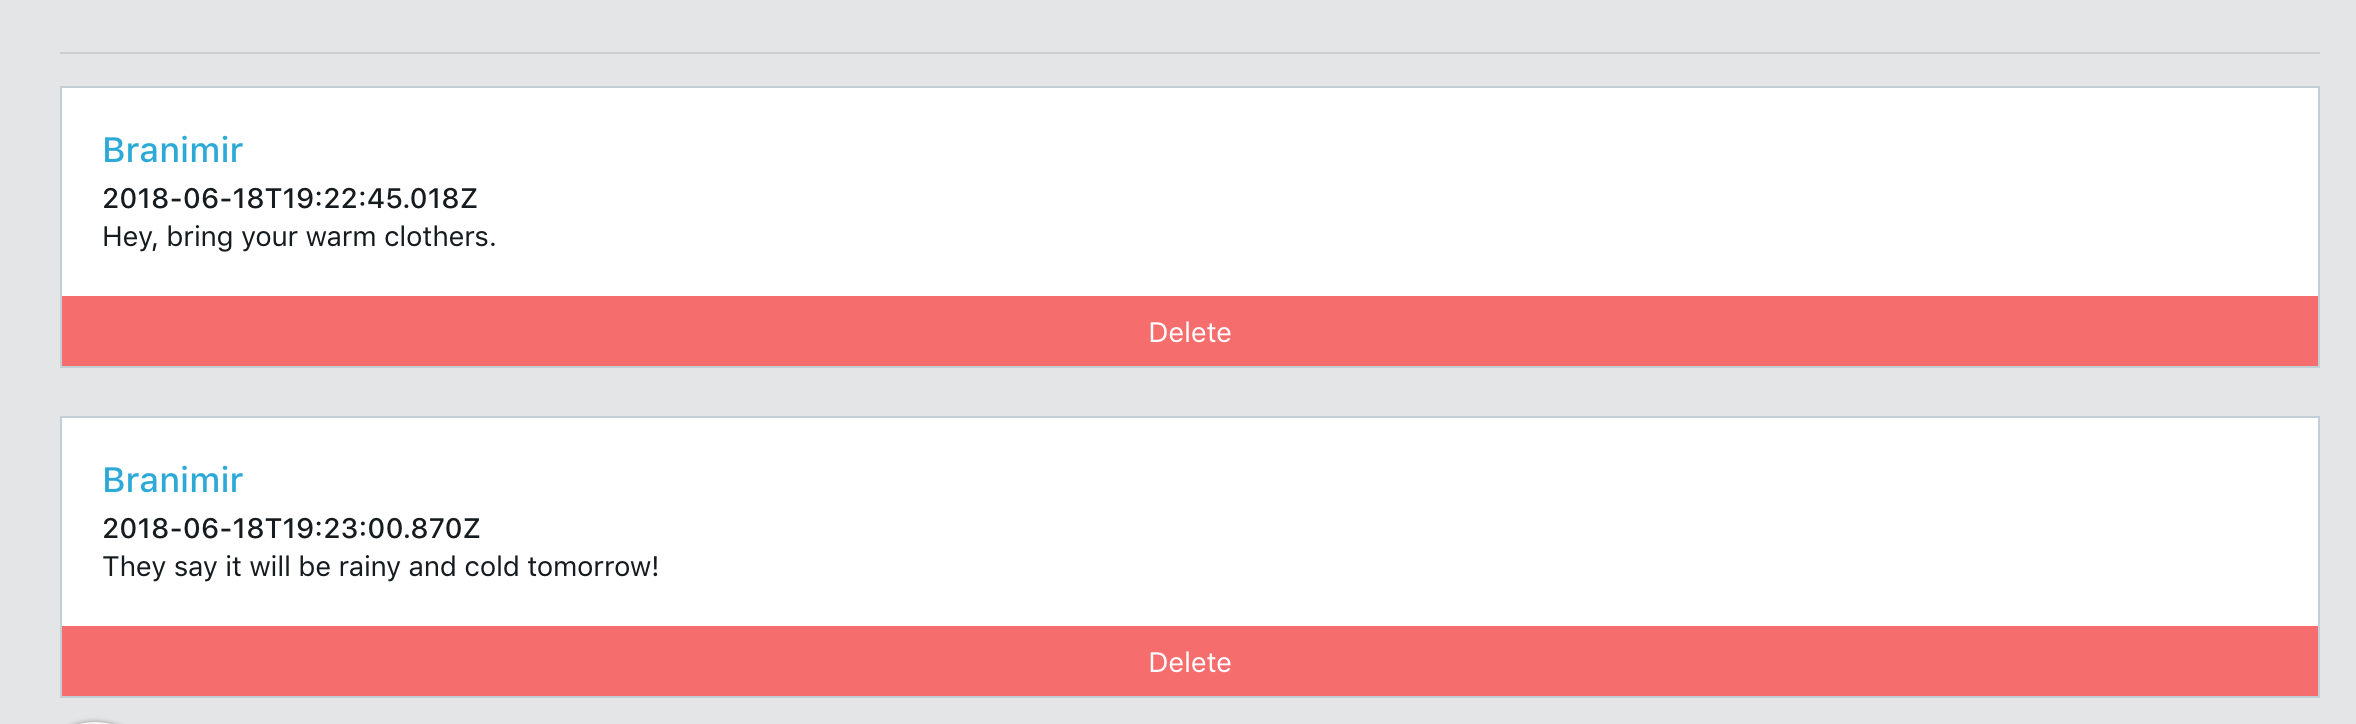 Branimir
2018-06-18T19:22:45.018Z
Hey, bring your warm clothers.
Delete
Branimir
2018-06-18T19:23:00.870Z
They say it will be rainy and cold tomorrow!
Delete